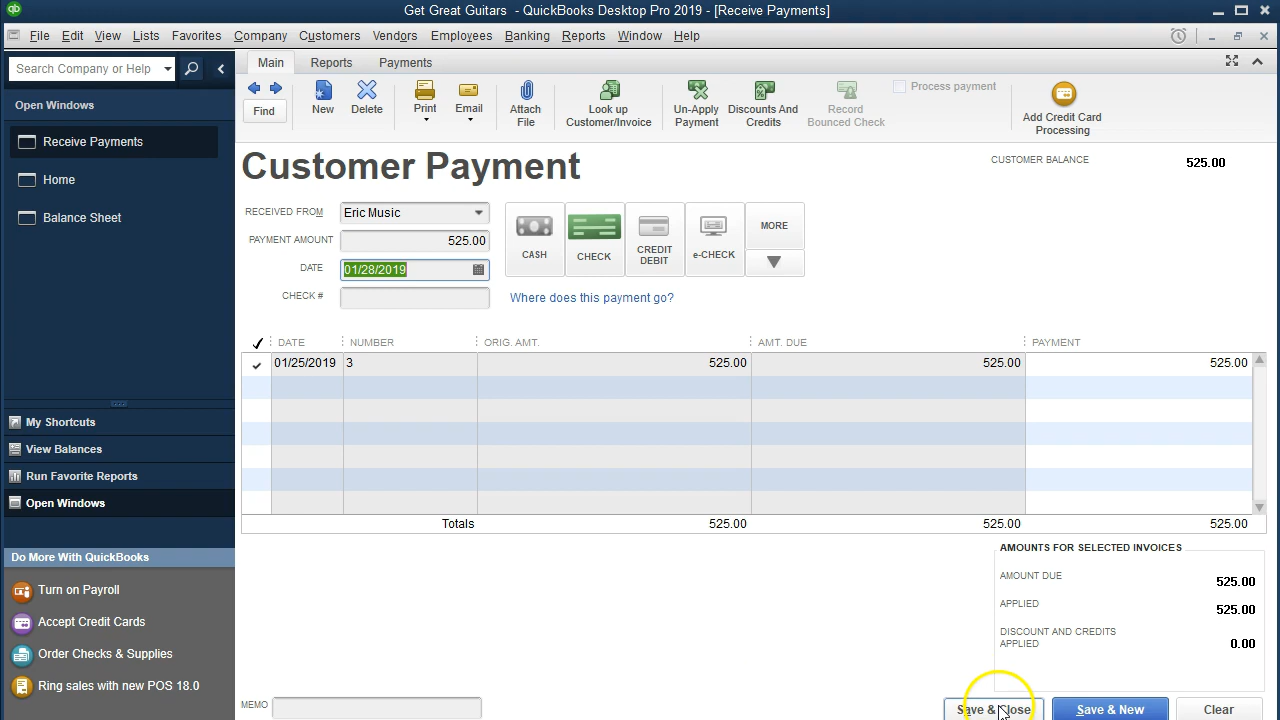 qb
Get Great Guitars - QuickBooks Desktop Pro 2019 - [Receive Payments]
File Edit View Lists Favorites Company Customers Vendors Employees Banking Reports Window Help
Search Company or Help
Main Reports Payments
Find
New
Delete
Print
Email
Attach File
Look up Customer/Invoice
Un-Apply Payment
Discounts And Credits
Record Bounced Check
Process payment
Add Credit Card Processing
Open Windows
Receive Payments
Home
Balance Sheet
My Shortcuts
View Balances
Run Favorite Reports
Open Windows
Do More With QuickBooks
Turn on Payroll
Accept Credit Cards
Order Checks & Supplies
Ring sales with new POS 18.0
Customer Payment
CUSTOMER BALANCE 525.00
RECEIVED FROM Eric Music
PAYMENT AMOUNT 525.00
DATE 01/28/2019
CHECK #
CASH
CHECK
CREDIT DEBIT
e-CHECK
MORE
Where does this payment go?
DATE NUMBER ORIG. AMT. AMT. DUE PAYMENT
01/25/2019 3 525.00 525.00 525.00
Totals 525.00 525.00 525.00
AMOUNTS FOR SELECTED INVOICES
AMOUNT DUE 525.00
APPLIED 525.00
DISCOUNT AND CREDITS
APPLIED 0.00
MEMO
Save & Close Save & New Clear